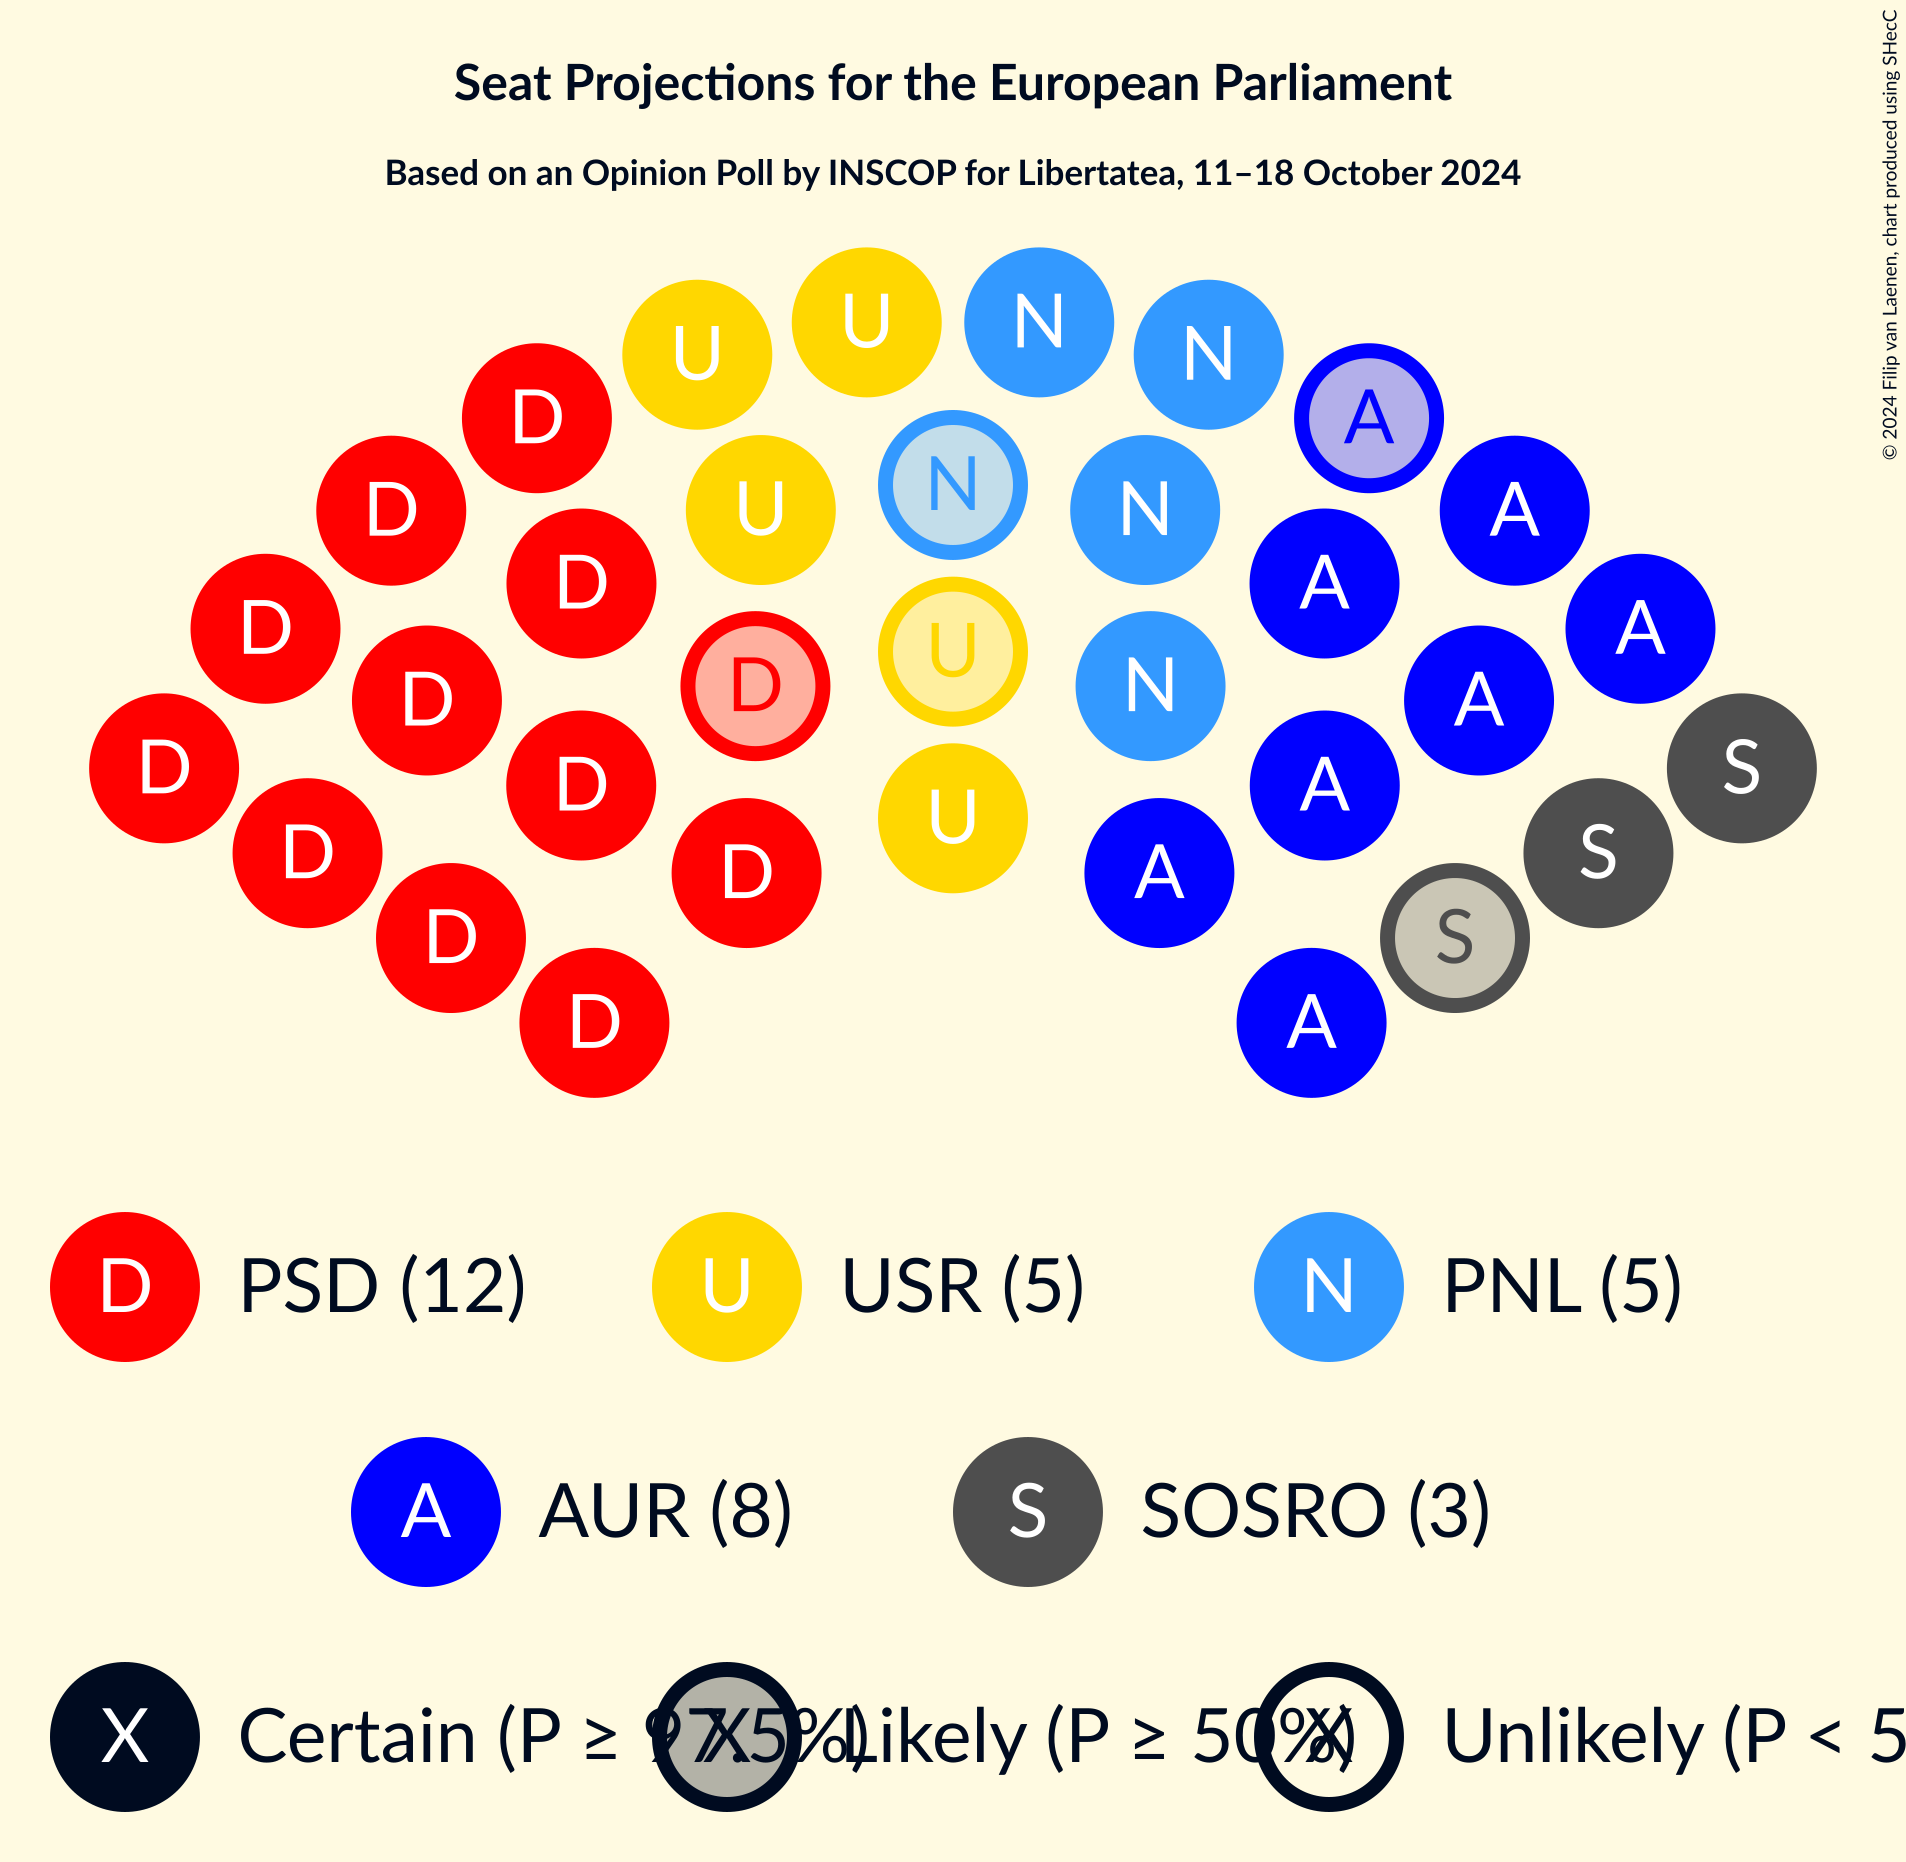 Seat Projections for the European Parliament
Based on an Opinion Poll by INSCOP for Libertatea, 11–18 October 2024
© 2024 Filip van Laenen, chart produced using SHecC
U U N N
D U N N A
D D U N A A
D D D U N A A A
D D D U A A S
D D A S S
D A
D PSD (12) U USR (5) N PNL (5)
A AUR (8) S SOSRO (3)
X Certain (P ≥ 97.5%) X Likely (P ≥ 50%) X Unlikely (P < 5